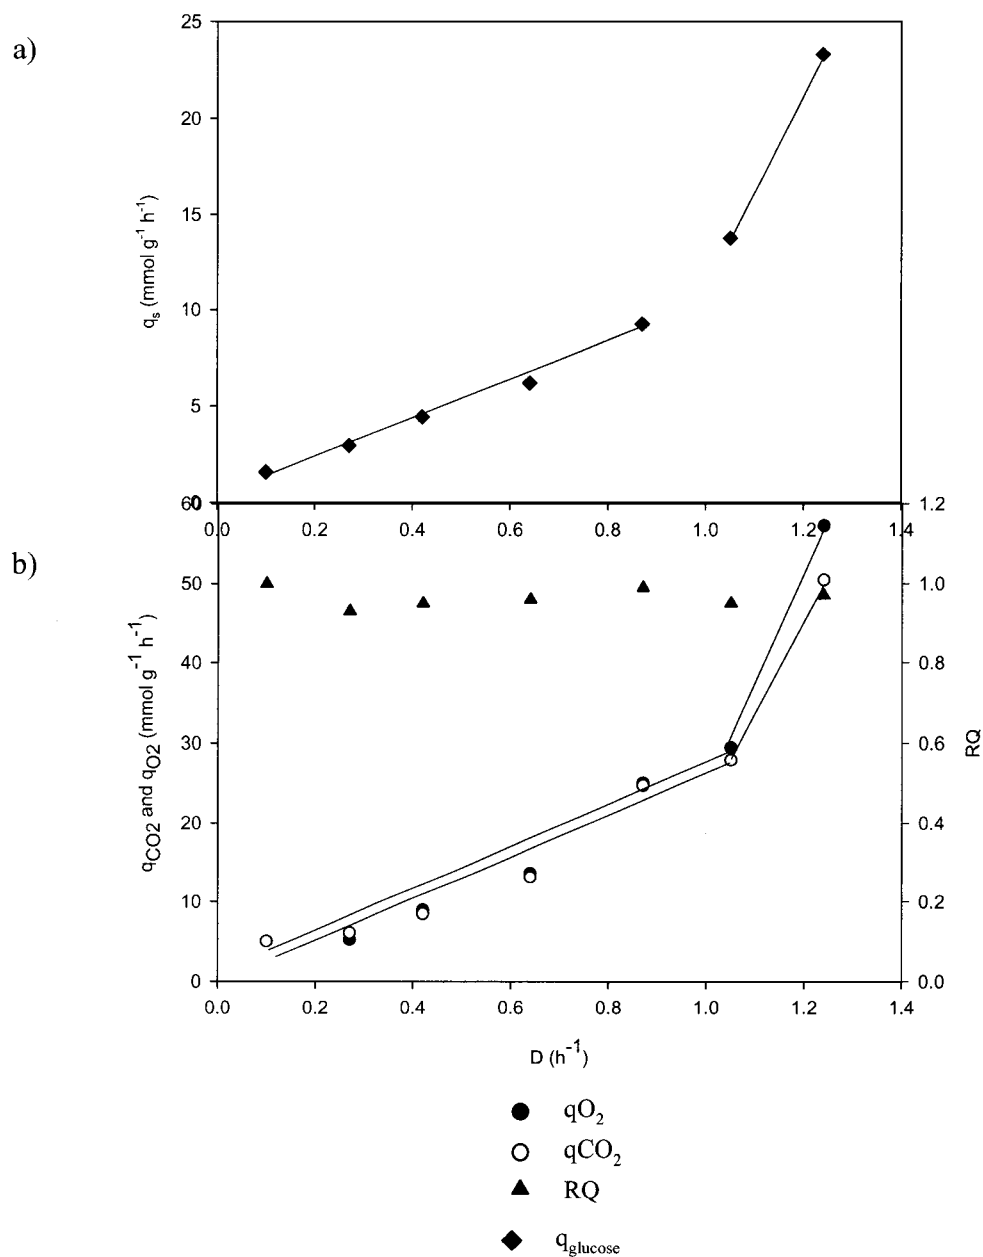 a)
25
20
15
10
5
0
q_s (mmol g⁻¹ h⁻¹)
0.0 0.2 0.4 0.6 0.8 1.0 1.2 1.4
b)
60
50
40
30
20
10
0
qCO2 and qO2 (mmol g⁻¹ h⁻¹)
1.2
1.0
0.8
0.6
0.4
0.2
0.0
RQ
0.0 0.2 0.4 0.6 0.8 1.0 1.2 1.4
D (h⁻¹)
qO₂
qCO₂
RQ
q_glucose